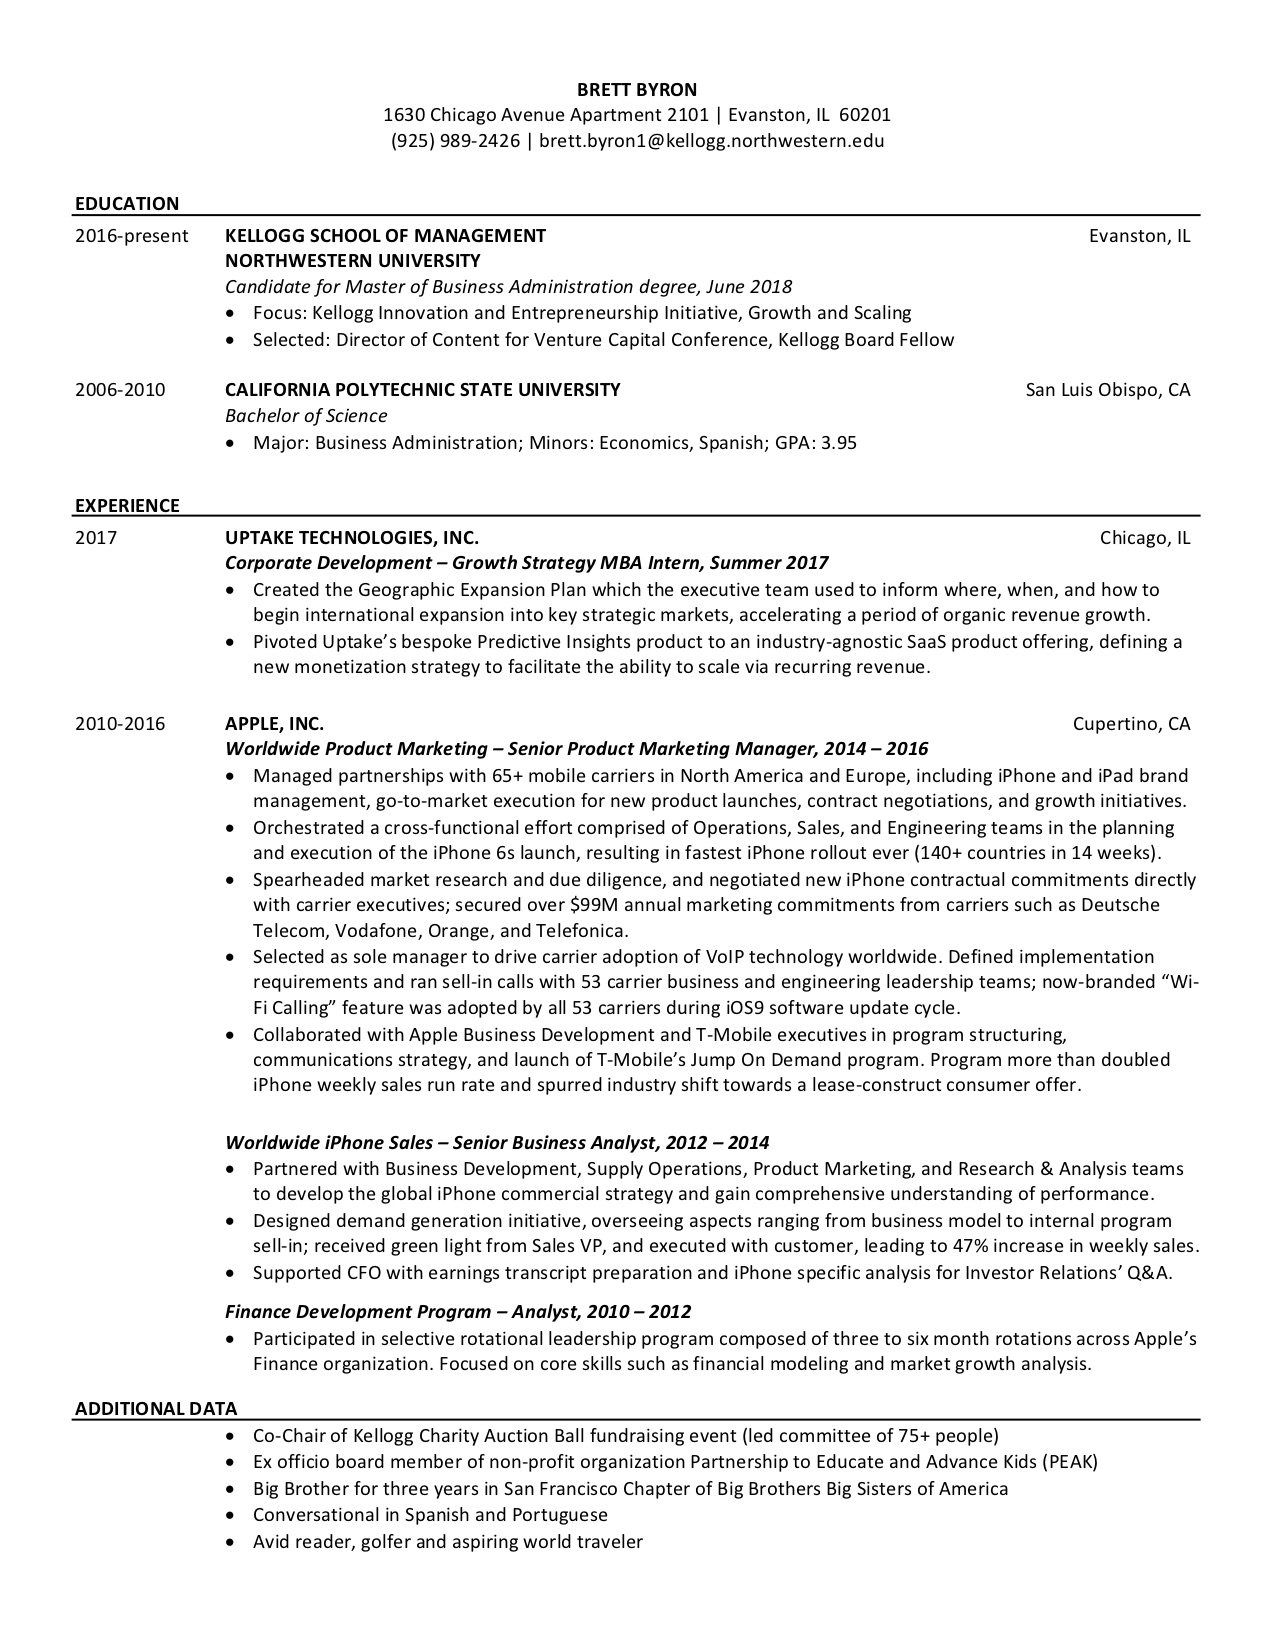 BRETT BYRON
1630 Chicago Avenue Apartment 2101 | Evanston, IL  60201
(925) 989-2426 | brett.byron1@kellogg.northwestern.edu
EDUCATION
2016-present KELLOGG SCHOOL OF MANAGEMENT Evanston, IL
NORTHWESTERN UNIVERSITY
Candidate for Master of Business Administration degree, June 2018
• Focus: Kellogg Innovation and Entrepreneurship Initiative, Growth and Scaling
• Selected: Director of Content for Venture Capital Conference, Kellogg Board Fellow
2006-2010 CALIFORNIA POLYTECHNIC STATE UNIVERSITY San Luis Obispo, CA
Bachelor of Science
• Major: Business Administration; Minors: Economics, Spanish; GPA: 3.95
EXPERIENCE
2017 UPTAKE TECHNOLOGIES, INC. Chicago, IL
Corporate Development – Growth Strategy MBA Intern, Summer 2017
• Created the Geographic Expansion Plan which the executive team used to inform where, when, and how to
begin international expansion into key strategic markets, accelerating a period of organic revenue growth.
• Pivoted Uptake’s bespoke Predictive Insights product to an industry-agnostic SaaS product offering, defining a
new monetization strategy to facilitate the ability to scale via recurring revenue.
2010-2016 APPLE, INC. Cupertino, CA
Worldwide Product Marketing – Senior Product Marketing Manager, 2014 – 2016
• Managed partnerships with 65+ mobile carriers in North America and Europe, including iPhone and iPad brand
management, go-to-market execution for new product launches, contract negotiations, and growth initiatives.
• Orchestrated a cross-functional effort comprised of Operations, Sales, and Engineering teams in the planning
and execution of the iPhone 6s launch, resulting in fastest iPhone rollout ever (140+ countries in 14 weeks).
• Spearheaded market research and due diligence, and negotiated new iPhone contractual commitments directly
with carrier executives; secured over $99M annual marketing commitments from carriers such as Deutsche
Telecom, Vodafone, Orange, and Telefonica.
• Selected as sole manager to drive carrier adoption of VoIP technology worldwide. Defined implementation
requirements and ran sell-in calls with 53 carrier business and engineering leadership teams; now-branded “Wi-
Fi Calling” feature was adopted by all 53 carriers during iOS9 software update cycle.
• Collaborated with Apple Business Development and T-Mobile executives in program structuring,
communications strategy, and launch of T-Mobile’s Jump On Demand program. Program more than doubled
iPhone weekly sales run rate and spurred industry shift towards a lease-construct consumer offer.
Worldwide iPhone Sales – Senior Business Analyst, 2012 – 2014
• Partnered with Business Development, Supply Operations, Product Marketing, and Research & Analysis teams
to develop the global iPhone commercial strategy and gain comprehensive understanding of performance.
• Designed demand generation initiative, overseeing aspects ranging from business model to internal program
sell-in; received green light from Sales VP, and executed with customer, leading to 47% increase in weekly sales.
• Supported CFO with earnings transcript preparation and iPhone specific analysis for Investor Relations’ Q&A.
Finance Development Program – Analyst, 2010 – 2012
• Participated in selective rotational leadership program composed of three to six month rotations across Apple’s
Finance organization. Focused on core skills such as financial modeling and market growth analysis.
ADDITIONAL DATA
• Co-Chair of Kellogg Charity Auction Ball fundraising event (led committee of 75+ people)
• Ex officio board member of non-profit organization Partnership to Educate and Advance Kids (PEAK)
• Big Brother for three years in San Francisco Chapter of Big Brothers Big Sisters of America
• Conversational in Spanish and Portuguese
• Avid reader, golfer and aspiring world traveler